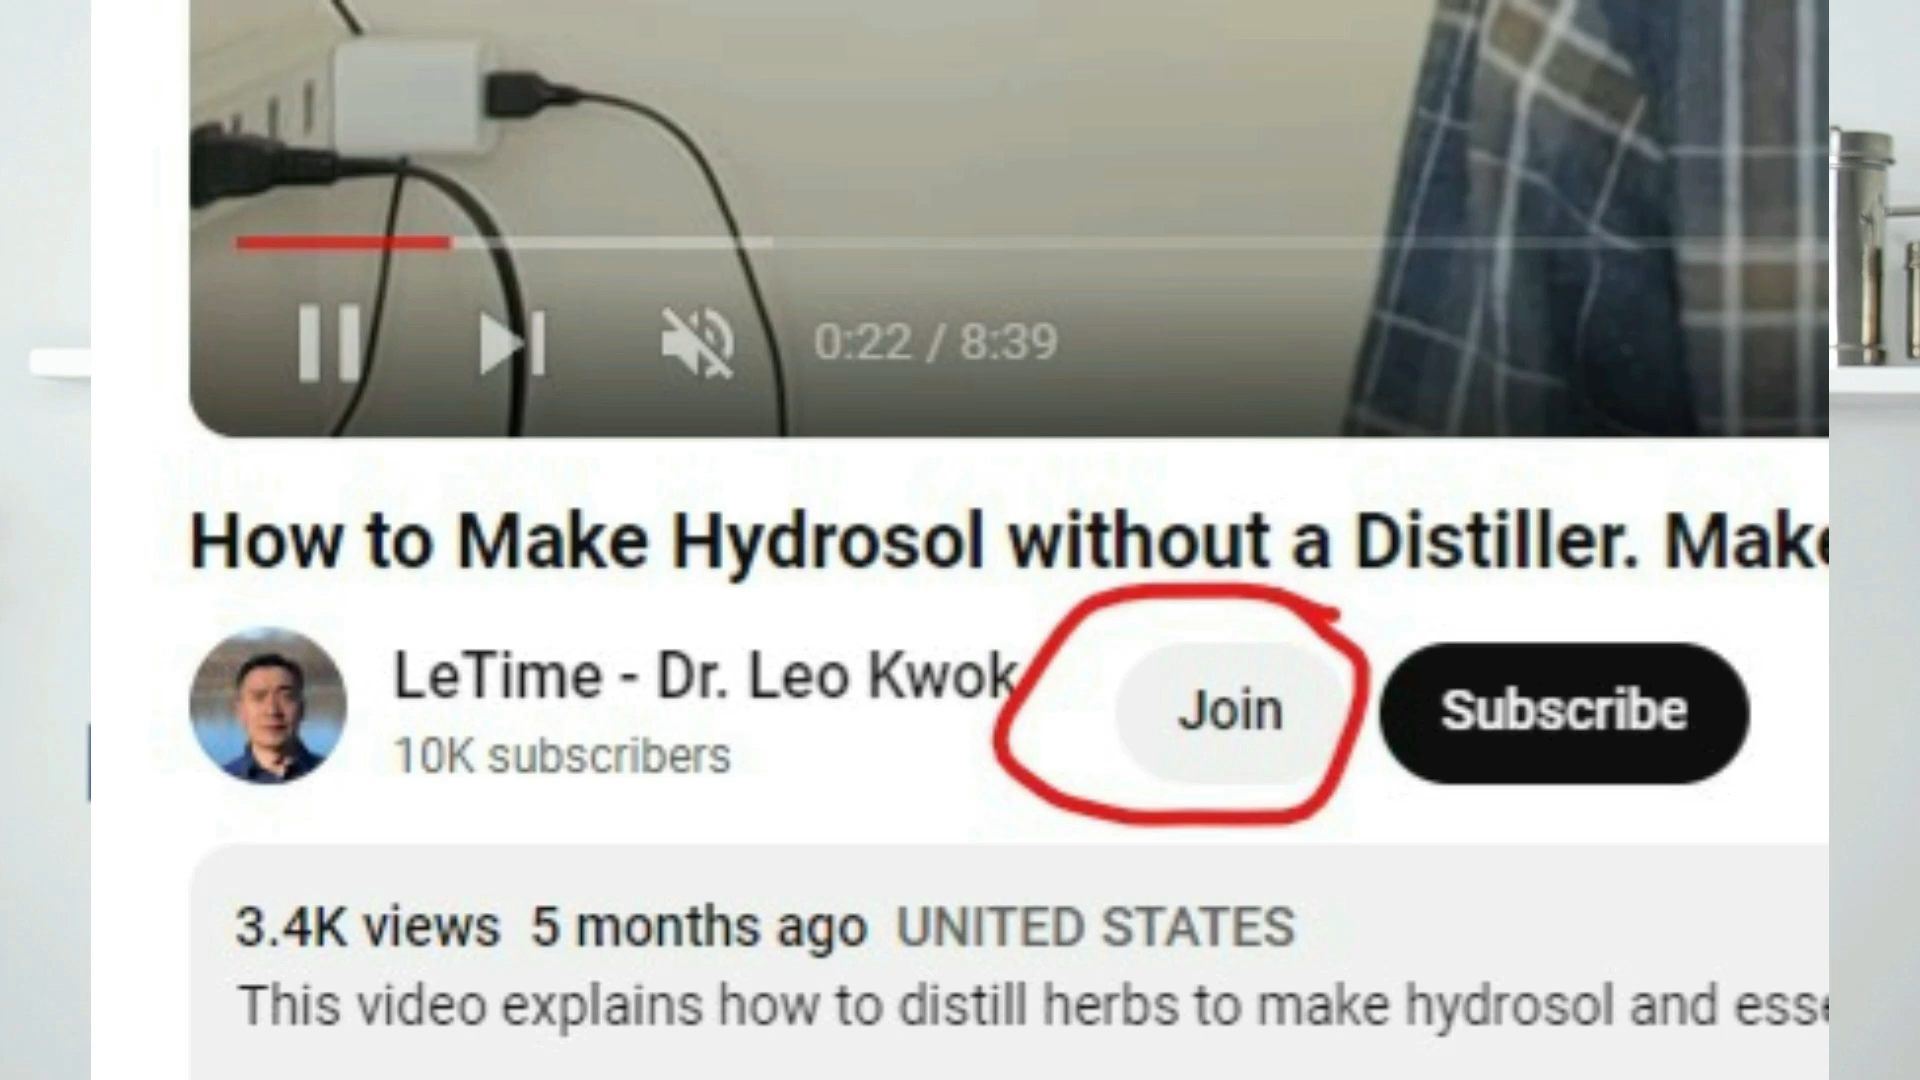 0:22 / 8:39
How to Make Hydrosol without a Distiller. Make
LeTime - Dr. Leo Kwok
Join
Subscribe
10K subscribers
3.4K views 5 months ago UNITED STATES
This video explains how to distill herbs to make hydrosol and esse